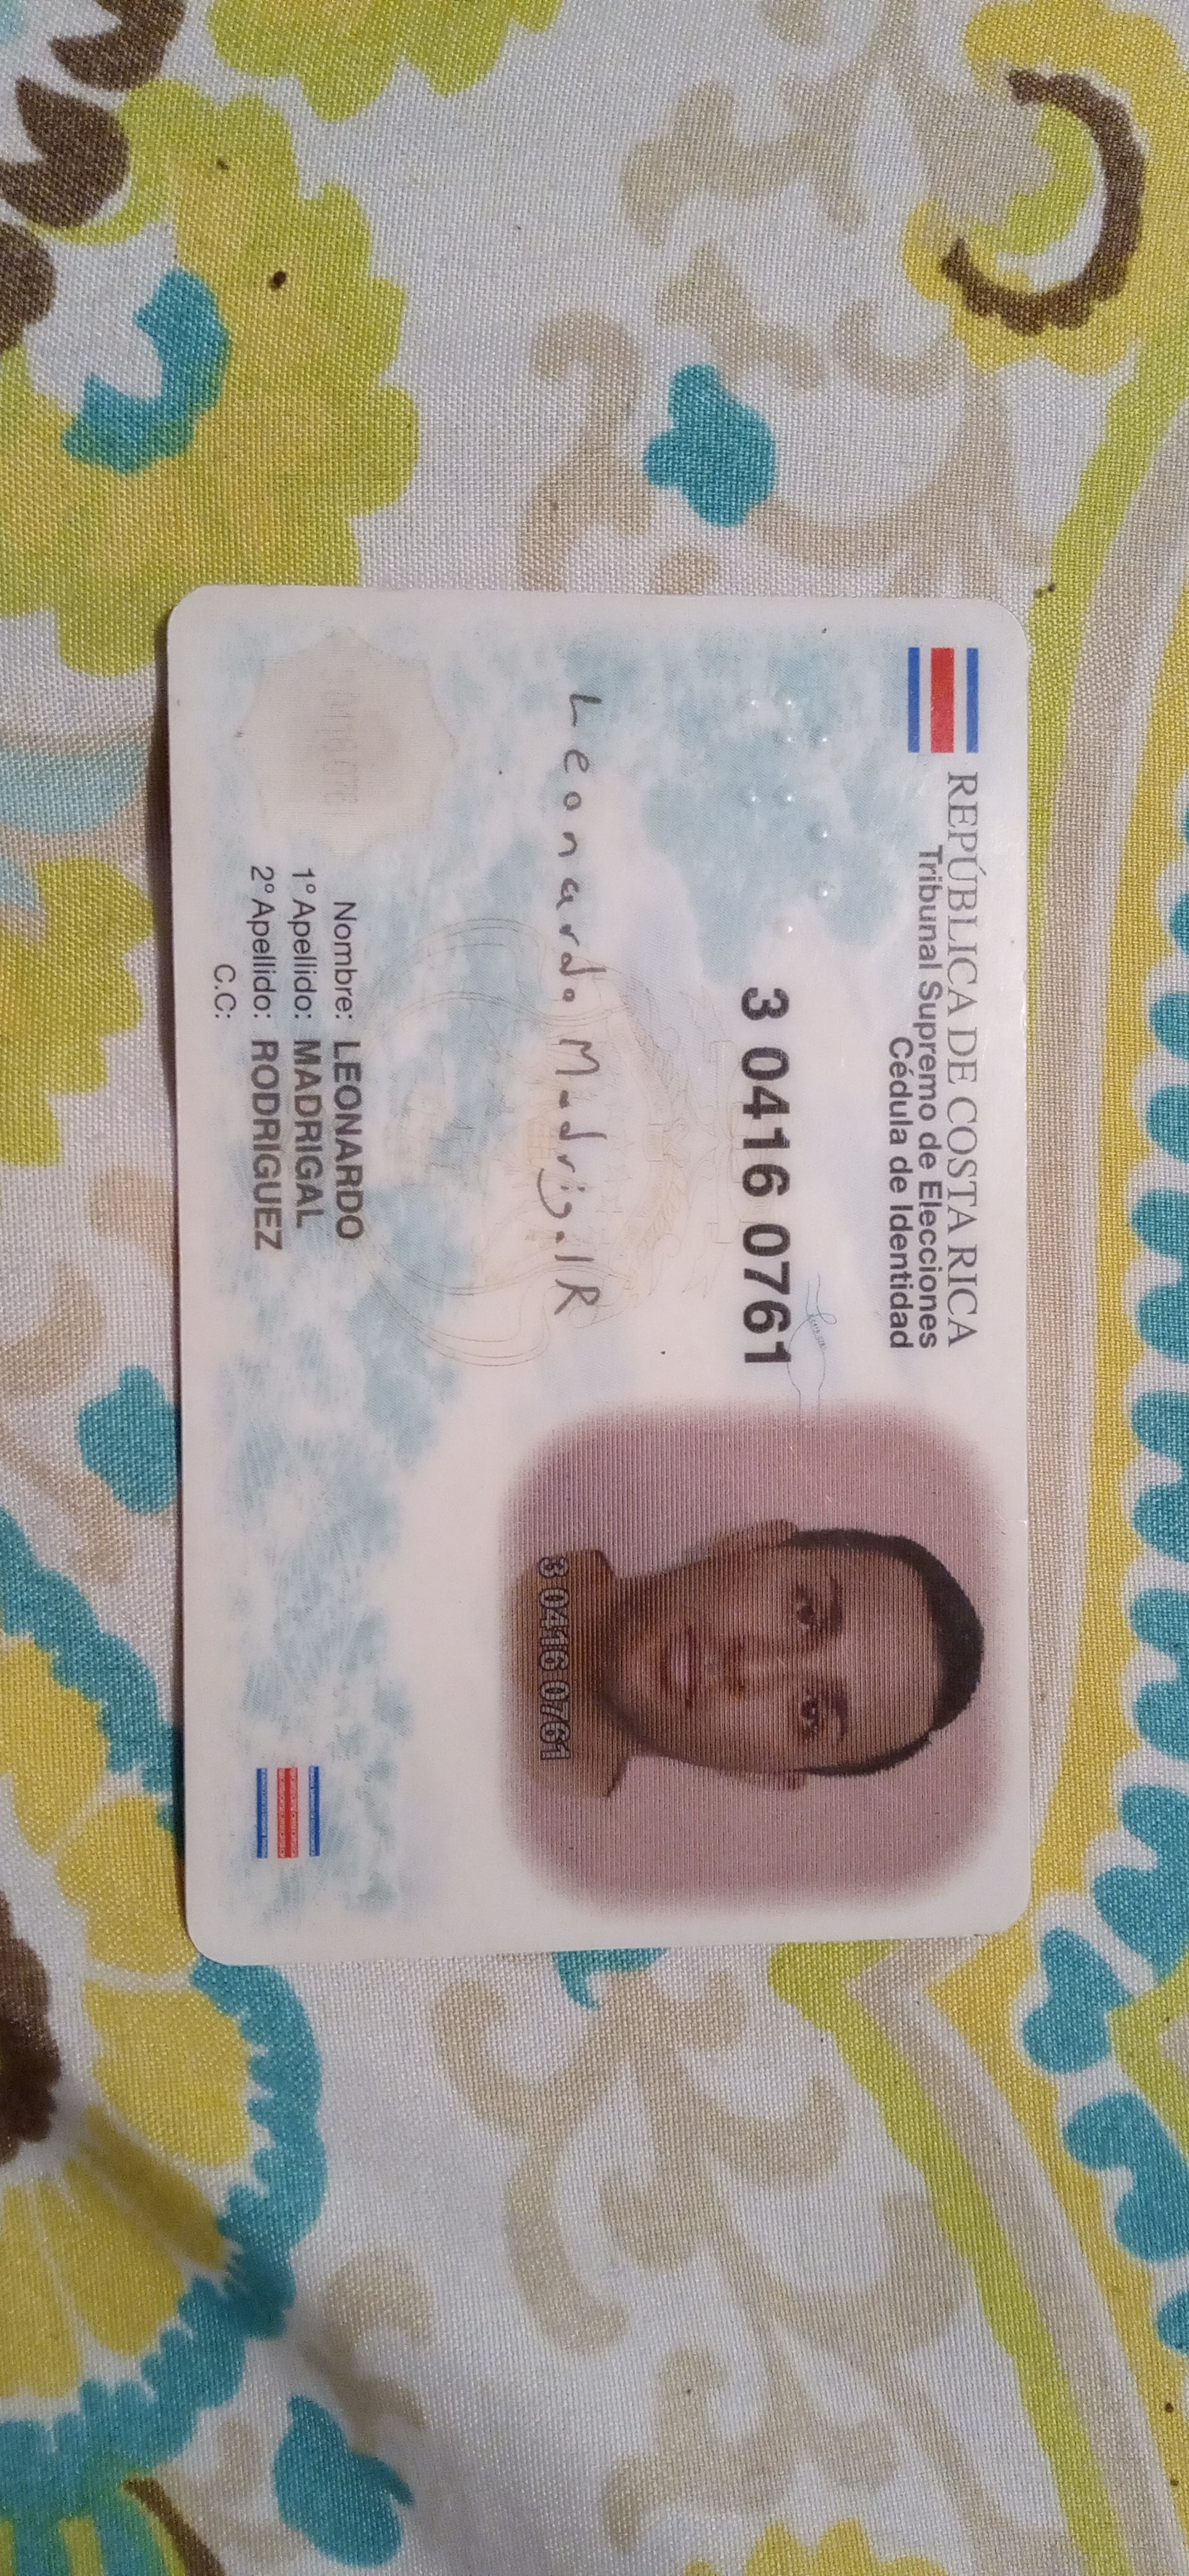 REPÚBLICA DE COSTA RICA
Tribunal Supremo de Elecciones
Cédula de Identidad
3 0416 0761
Leonardo Madrigal R
3 0416 0761
Nombre: LEONARDO
1° Apellido: MADRIGAL
2° Apellido: RODRÍGUEZ
C.C: